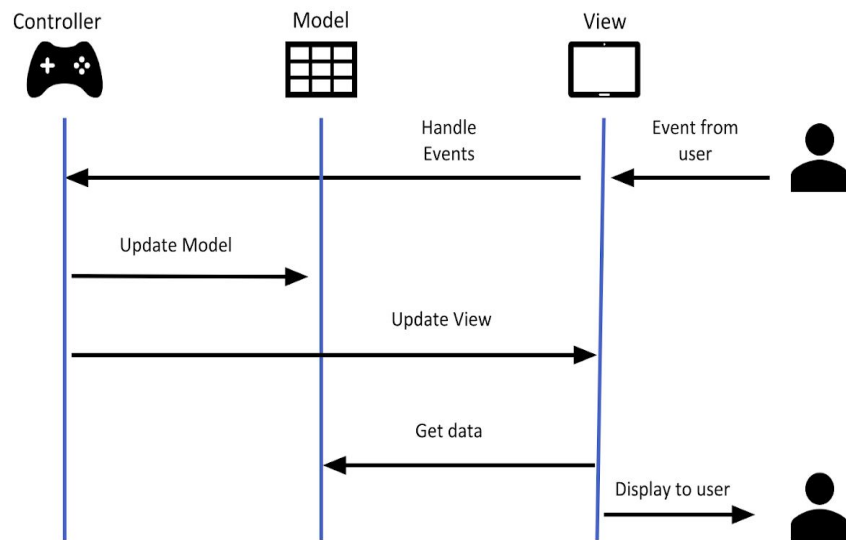 Controller
Model
View
Handle
Events
Event from
user
Update Model
Update View
Get data
Display to user